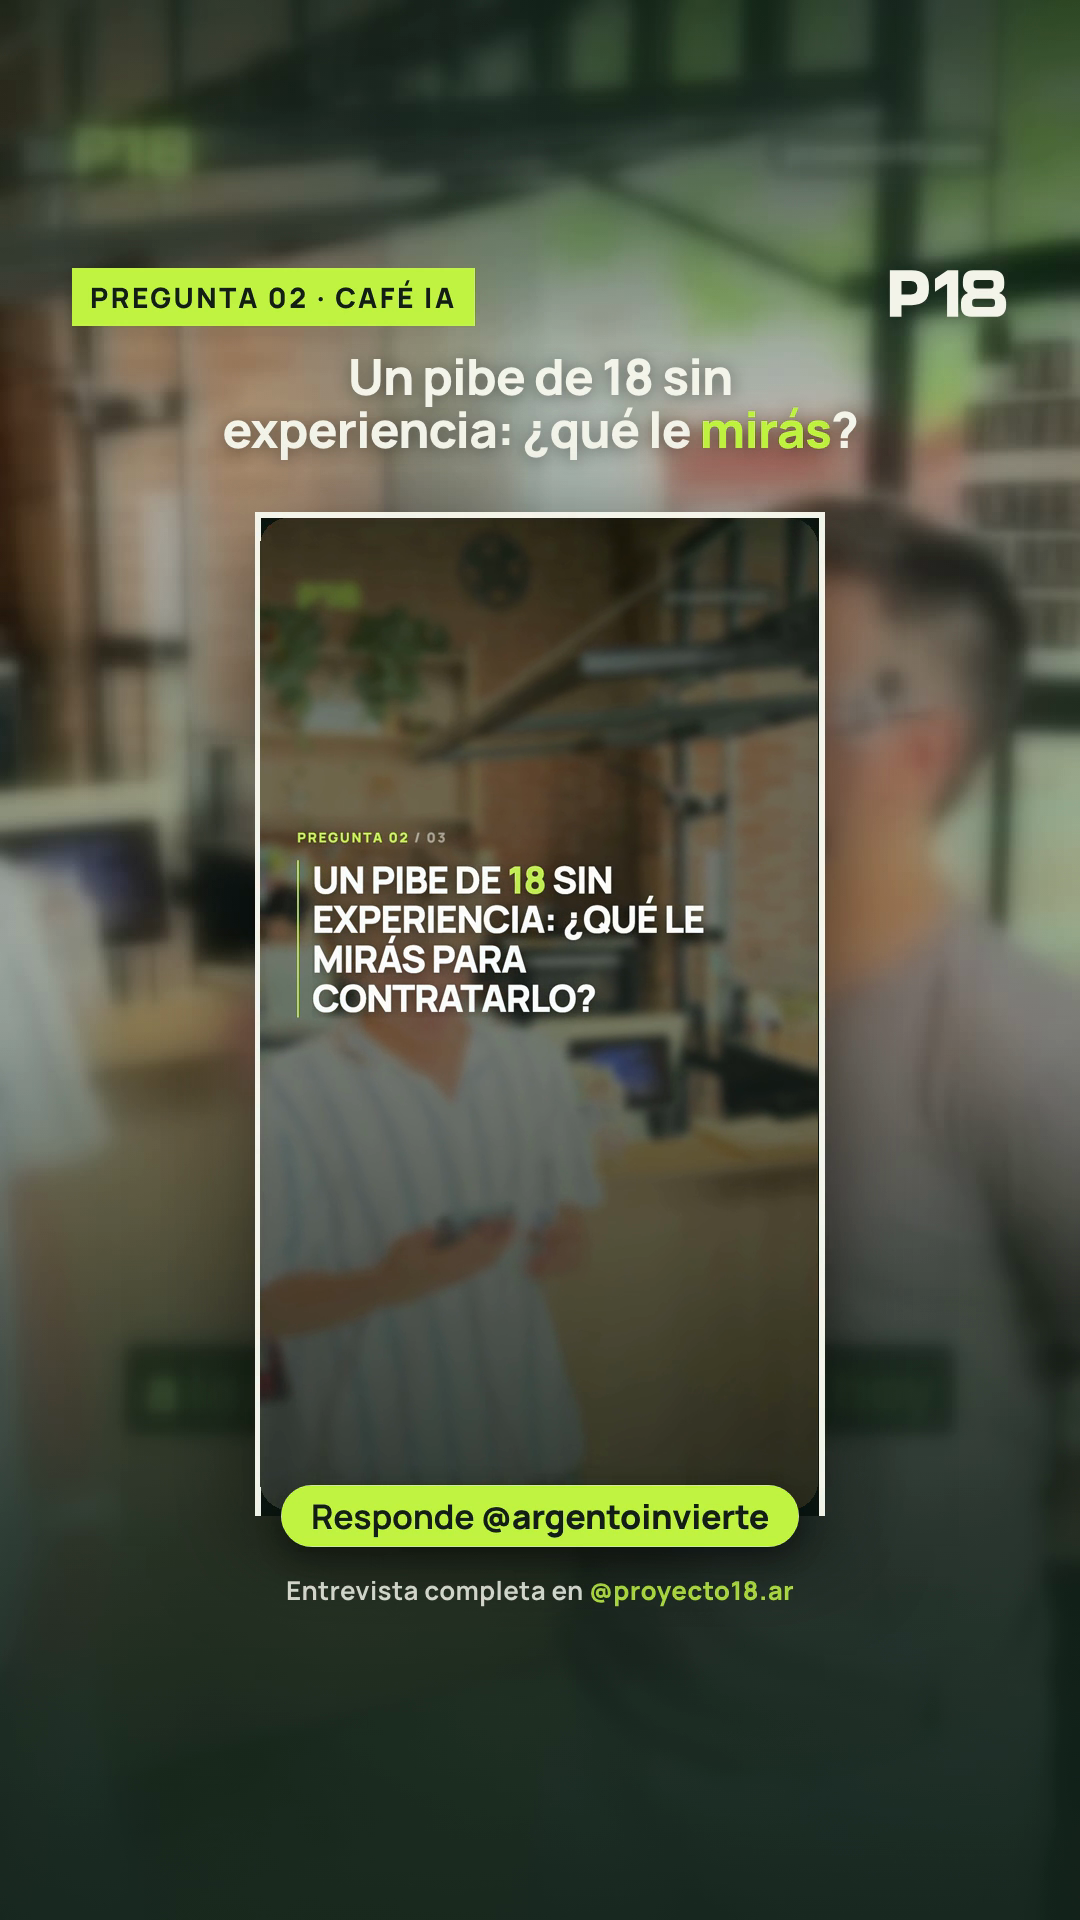 PREGUNTA 02 · CAFÉ IA
P18
Un pibe de 18 sin
experiencia: ¿qué le mirás?
PREGUNTA 02 / 03
UN PIBE DE 18 SIN
EXPERIENCIA: ¿QUÉ LE
MIRÁS PARA
CONTRATARLO?
Responde @argentoinvierte
Entrevista completa en @proyecto18.ar